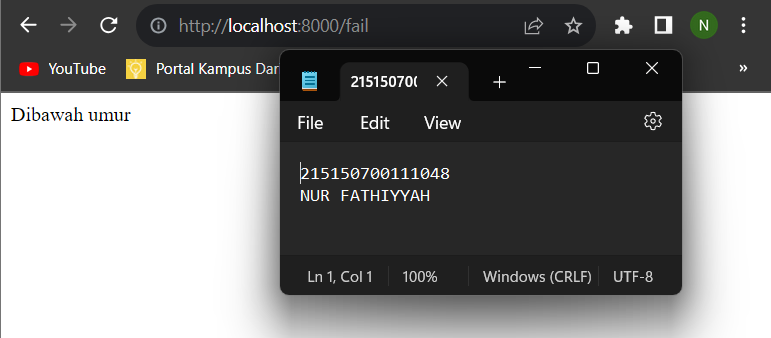 http://localhost:8000/fail
N
YouTube
Portal Kampus Dar
»
Dibawah umur
215150700
File
Edit
View
215150700111048
NUR FATHIYYAH
Ln 1, Col 1
100%
Windows (CRLF)
UTF-8